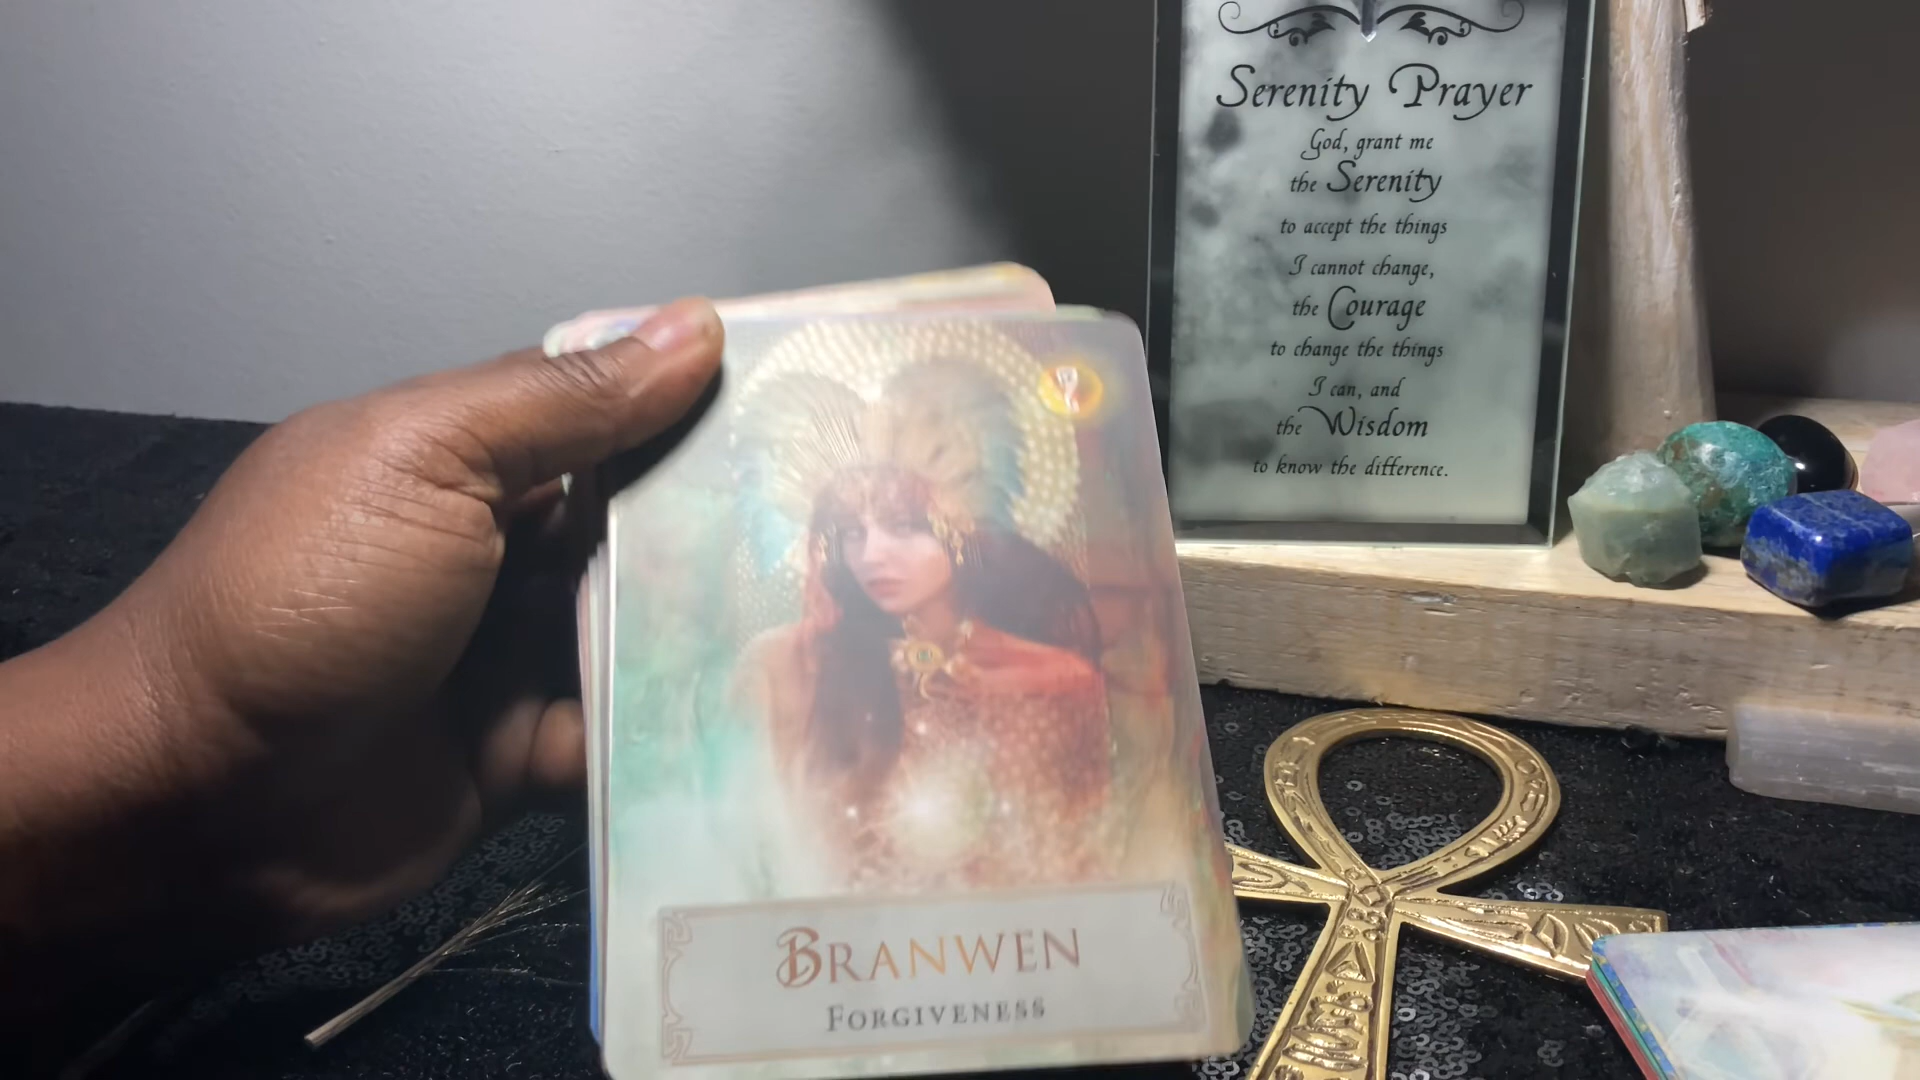 Serenity Prayer
God, grant me
the Serenity
to accept the things
I cannot change,
the Courage
to change the things
I can, and
the Wisdom
to know the difference.
BRANWEN
FORGIVENESS